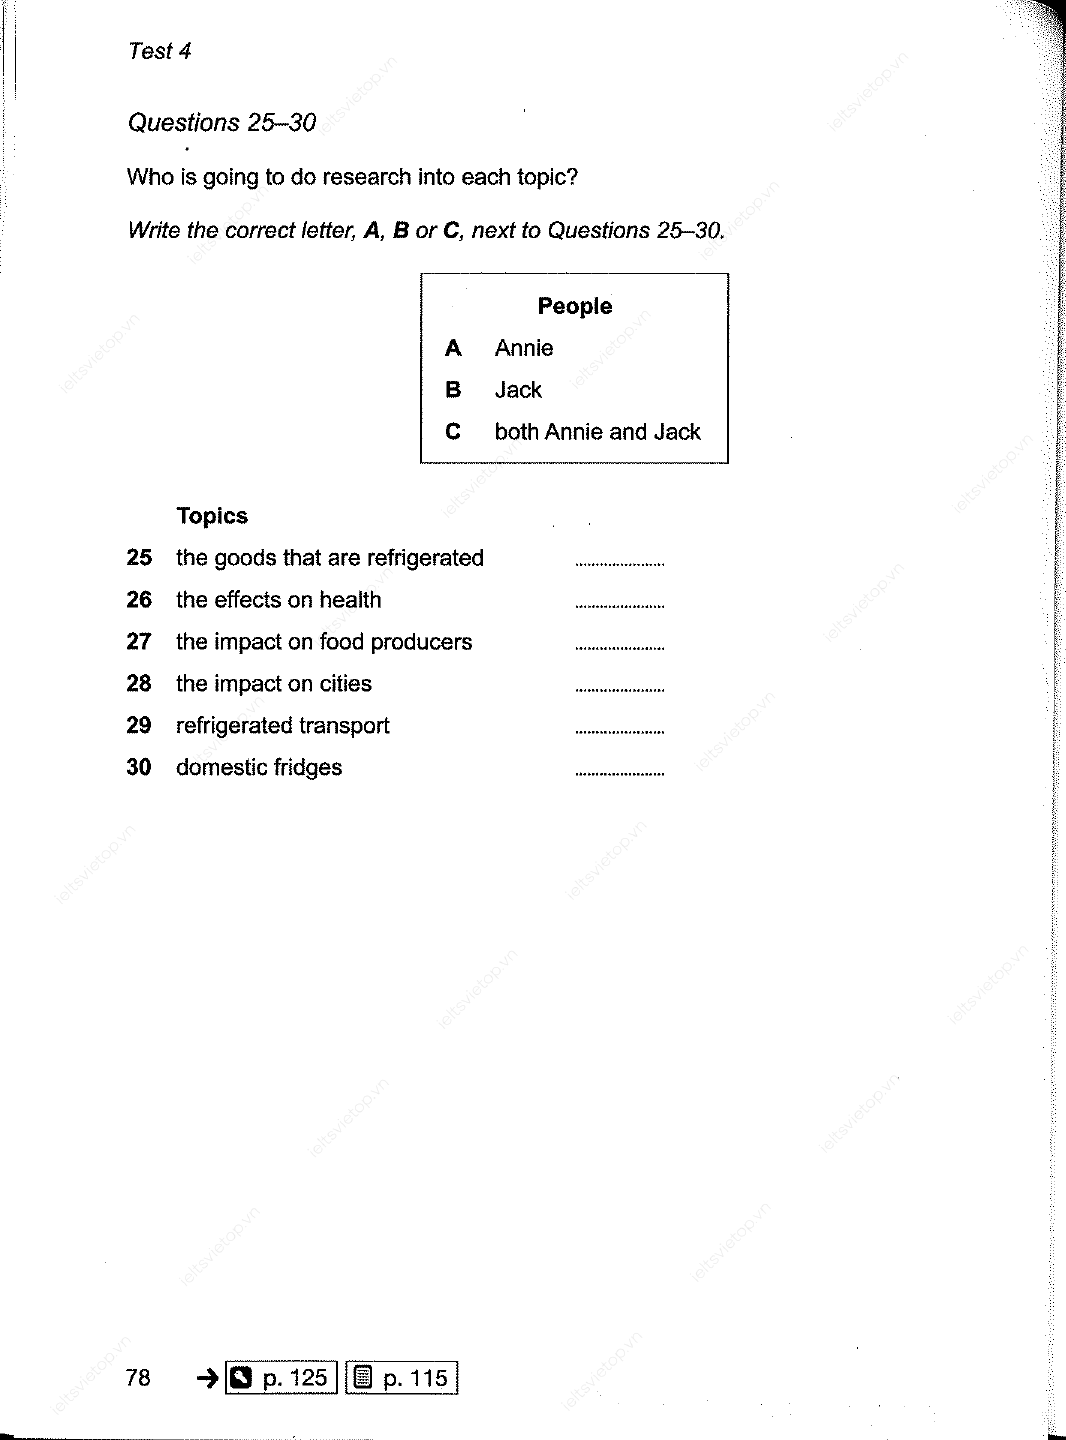 Test 4
Questions 25–30
Who is going to do research into each topic?
Write the correct letter, A, B or C, next to Questions 25–30.
People
A Annie
B Jack
C both Annie and Jack
Topics
25 the goods that are refrigerated ......................
26 the effects on health ......................
27 the impact on food producers ......................
28 the impact on cities ......................
29 refrigerated transport ......................
30 domestic fridges ......................
78 → p. 125 p. 115
ieltsvietop.vn